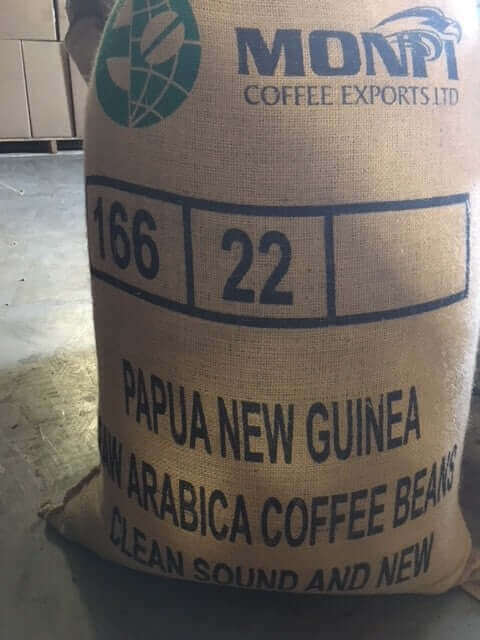 MONPI
COFFEE EXPORTS LTD
166 22
PAPUA NEW GUINEA
ARABICA COFFEE BEANS
CLEAN SOUND AND NEW